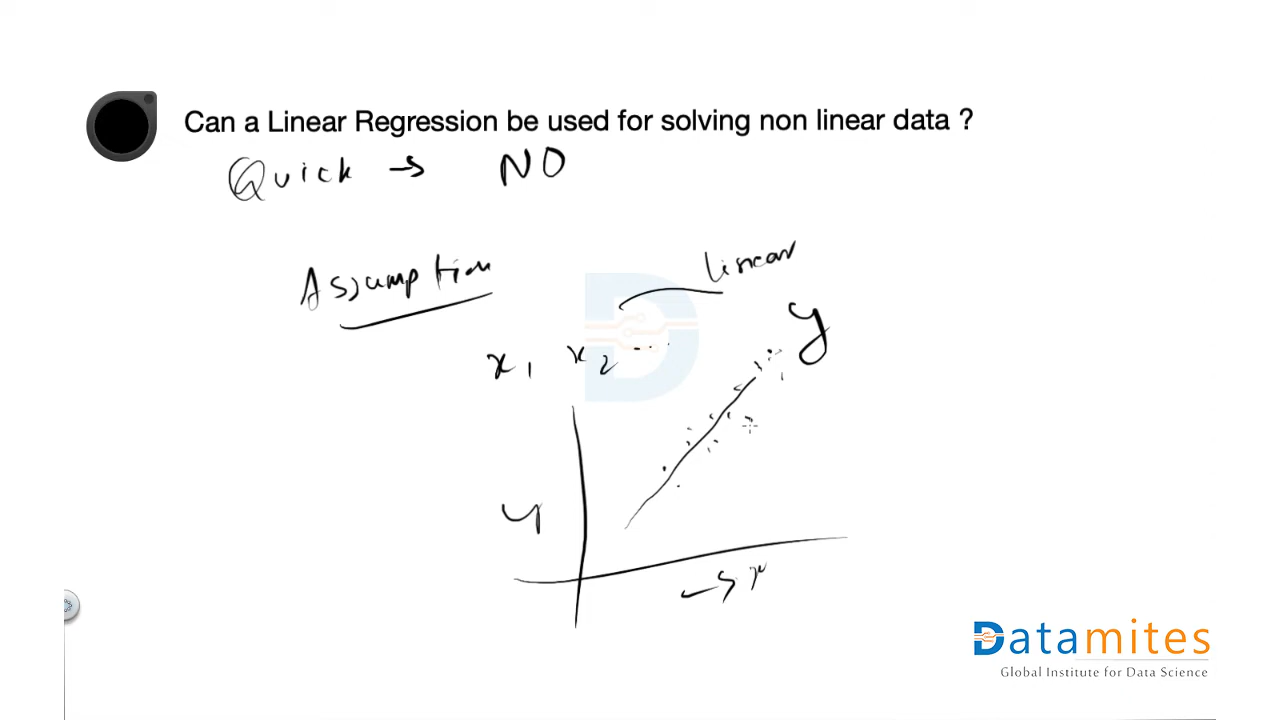 Can a Linear Regression be used for solving non linear data ?
Quick → NO
Assumption
linear
x1 x2 ... y
y
→ x
Datamites
Global Institute for Data Science